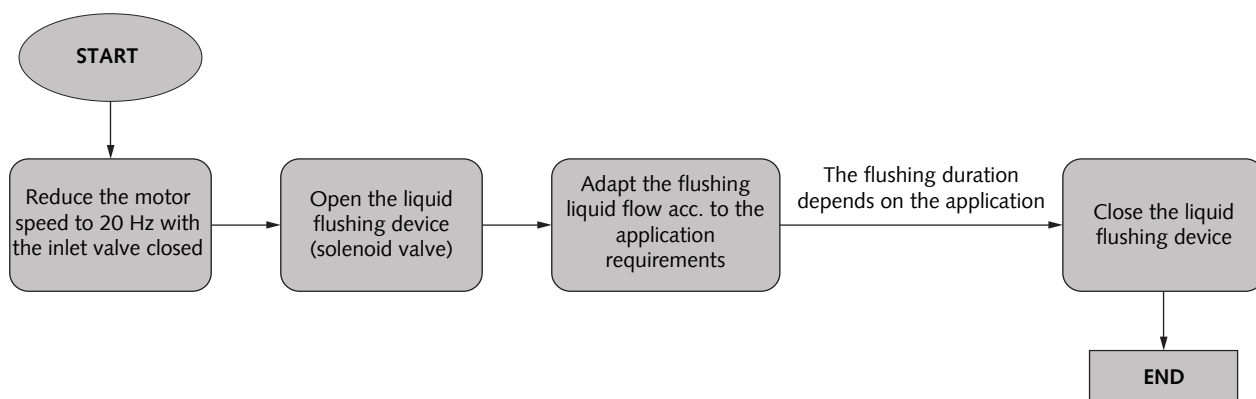 START
Reduce the motor
speed to 20 Hz with
the inlet valve closed
Open the liquid
flushing device
(solenoid valve)
Adapt the flushing
liquid flow acc. to the
application
requirements
The flushing duration
depends on the application
Close the liquid
flushing device
END